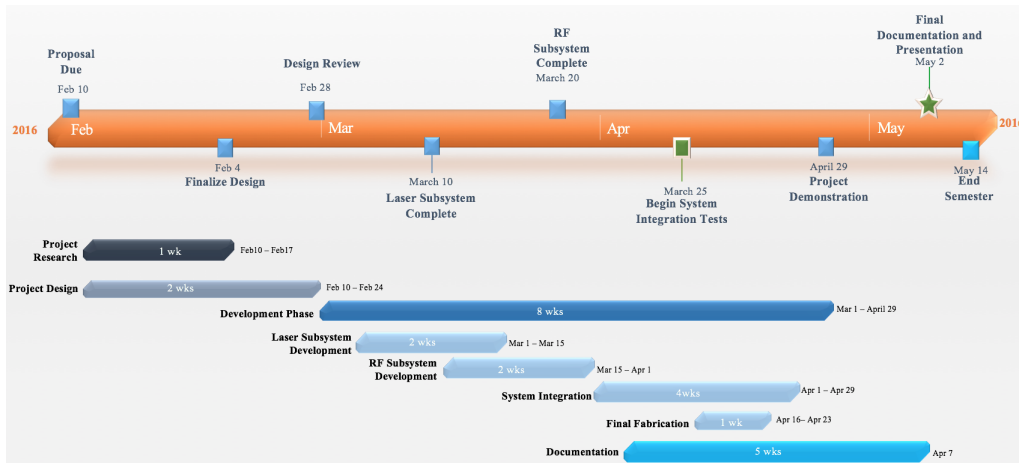 Proposal
Due
Feb 10
Design Review
Feb 28
RF
Subsystem
Complete
March 20
Final
Documentation and
Presentation
May 2
2016
Feb
Mar
Apr
May
2016
Feb 4
Finalize Design
March 10
Laser Subsystem
Complete
March 25
Begin System
Integration Tests
April 29
Project
Demonstration
May 14
End
Semester
Project
Research
1 wk
Feb10 – Feb17
Project Design
2 wks
Feb 10 – Feb 24
Development Phase
8 wks
Mar 1 – April 29
Laser Subsystem
Development
2 wks
Mar 1 – Mar 15
RF Subsystem
Development
2 wks
Mar 15 – Apr 1
System Integration
4wks
Apr 1 – Apr 29
Final Fabrication
1 wk
Apr 16– Apr 23
Documentation
5 wks
Apr 7